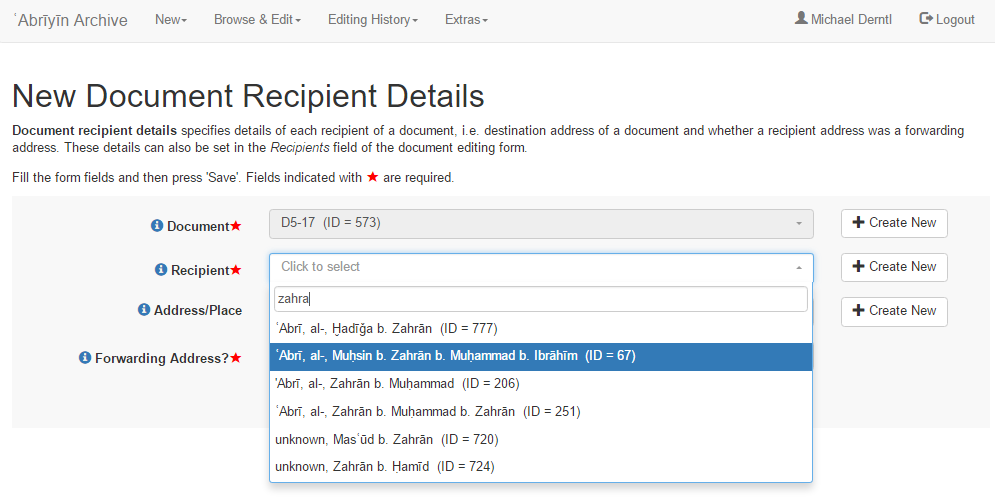 ʿAbrīyīn Archive New Browse & Edit Editing History Extras Michael Derntl Logout
New Document Recipient Details
Document recipient details specifies details of each recipient of a document, i.e. destination address of a document and whether a recipient address was a forwarding
address. These details can also be set in the Recipients field of the document editing form.
Fill the form fields and then press 'Save'. Fields indicated with ★ are required.
Document★ D5-17 (ID = 573) Create New
Recipient★ Click to select Create New
zahra
Address/Place Create New
ʿAbrī, al-, Ḫadīǧa b. Zahrān (ID = 777)
Forwarding Address?★ ʿAbrī, al-, Muḥsin b. Zahrān b. Muḥammad b. Ibrāhīm (ID = 67)
'Abrī, al-, Zahrān b. Muḥammad (ID = 206)
ʿAbrī, al-, Zahrān b. Muḥammad b. Zahrān (ID = 251)
unknown, Masʿūd b. Zahrān (ID = 720)
unknown, Zahrān b. Ḥamīd (ID = 724)